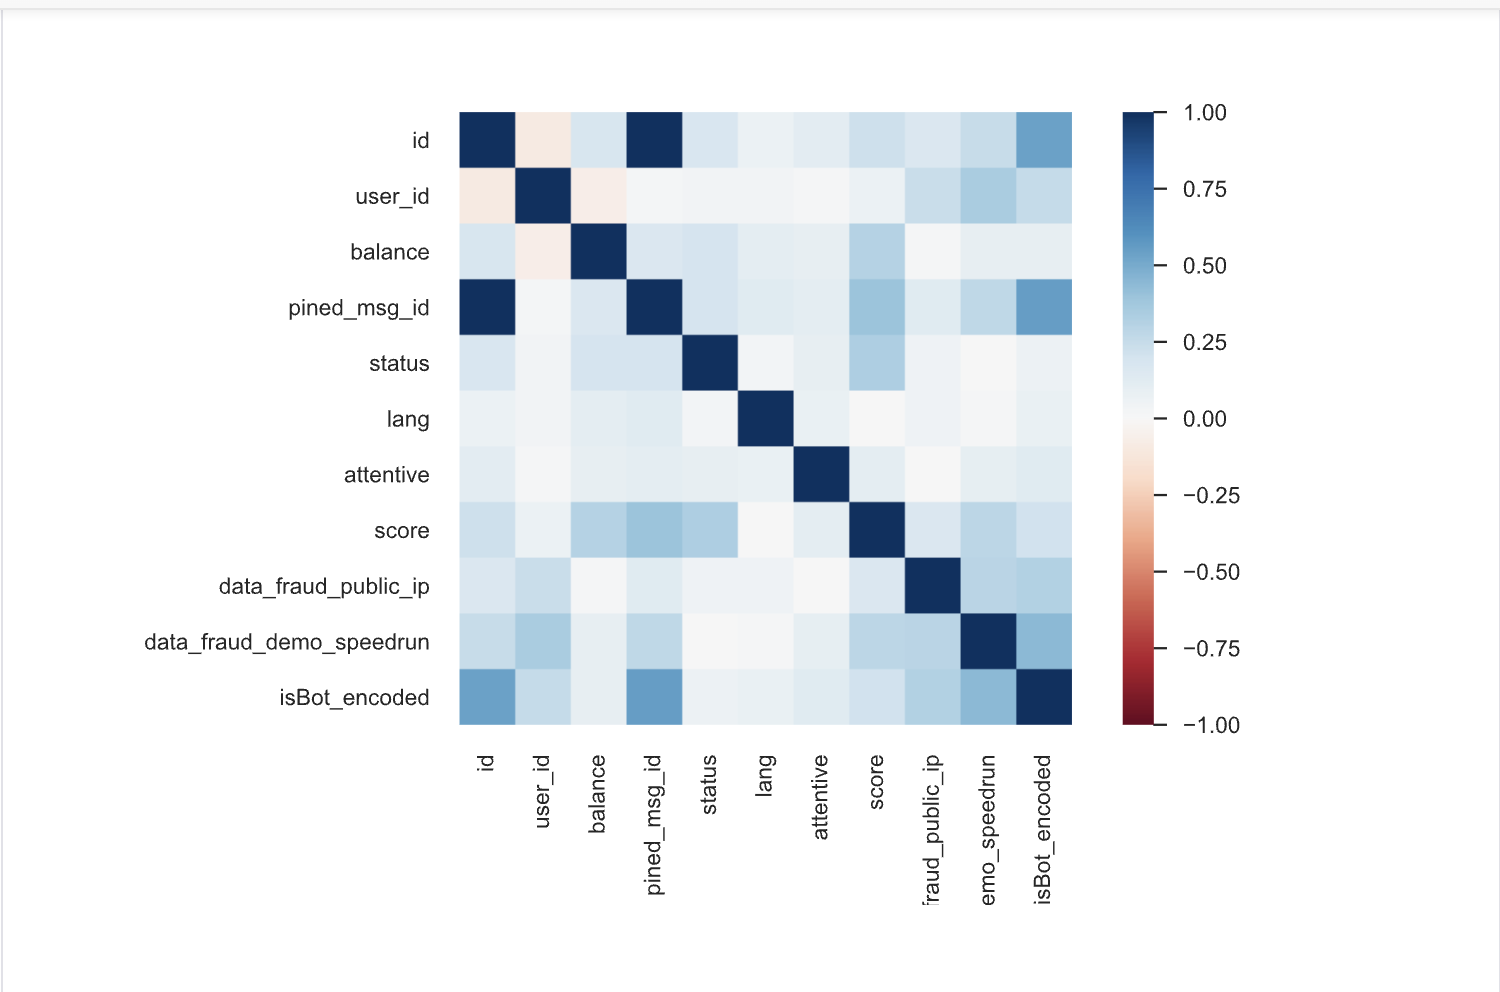 id
user_id
balance
pined_msg_id
status
lang
attentive
score
data_fraud_public_ip
data_fraud_demo_speedrun
isBot_encoded
1.00
0.75
0.50
0.25
0.00
−0.25
−0.50
−0.75
−1.00
id
user_id
balance
pined_msg_id
status
lang
attentive
score
fraud_public_ip
emo_speedrun
isBot_encoded